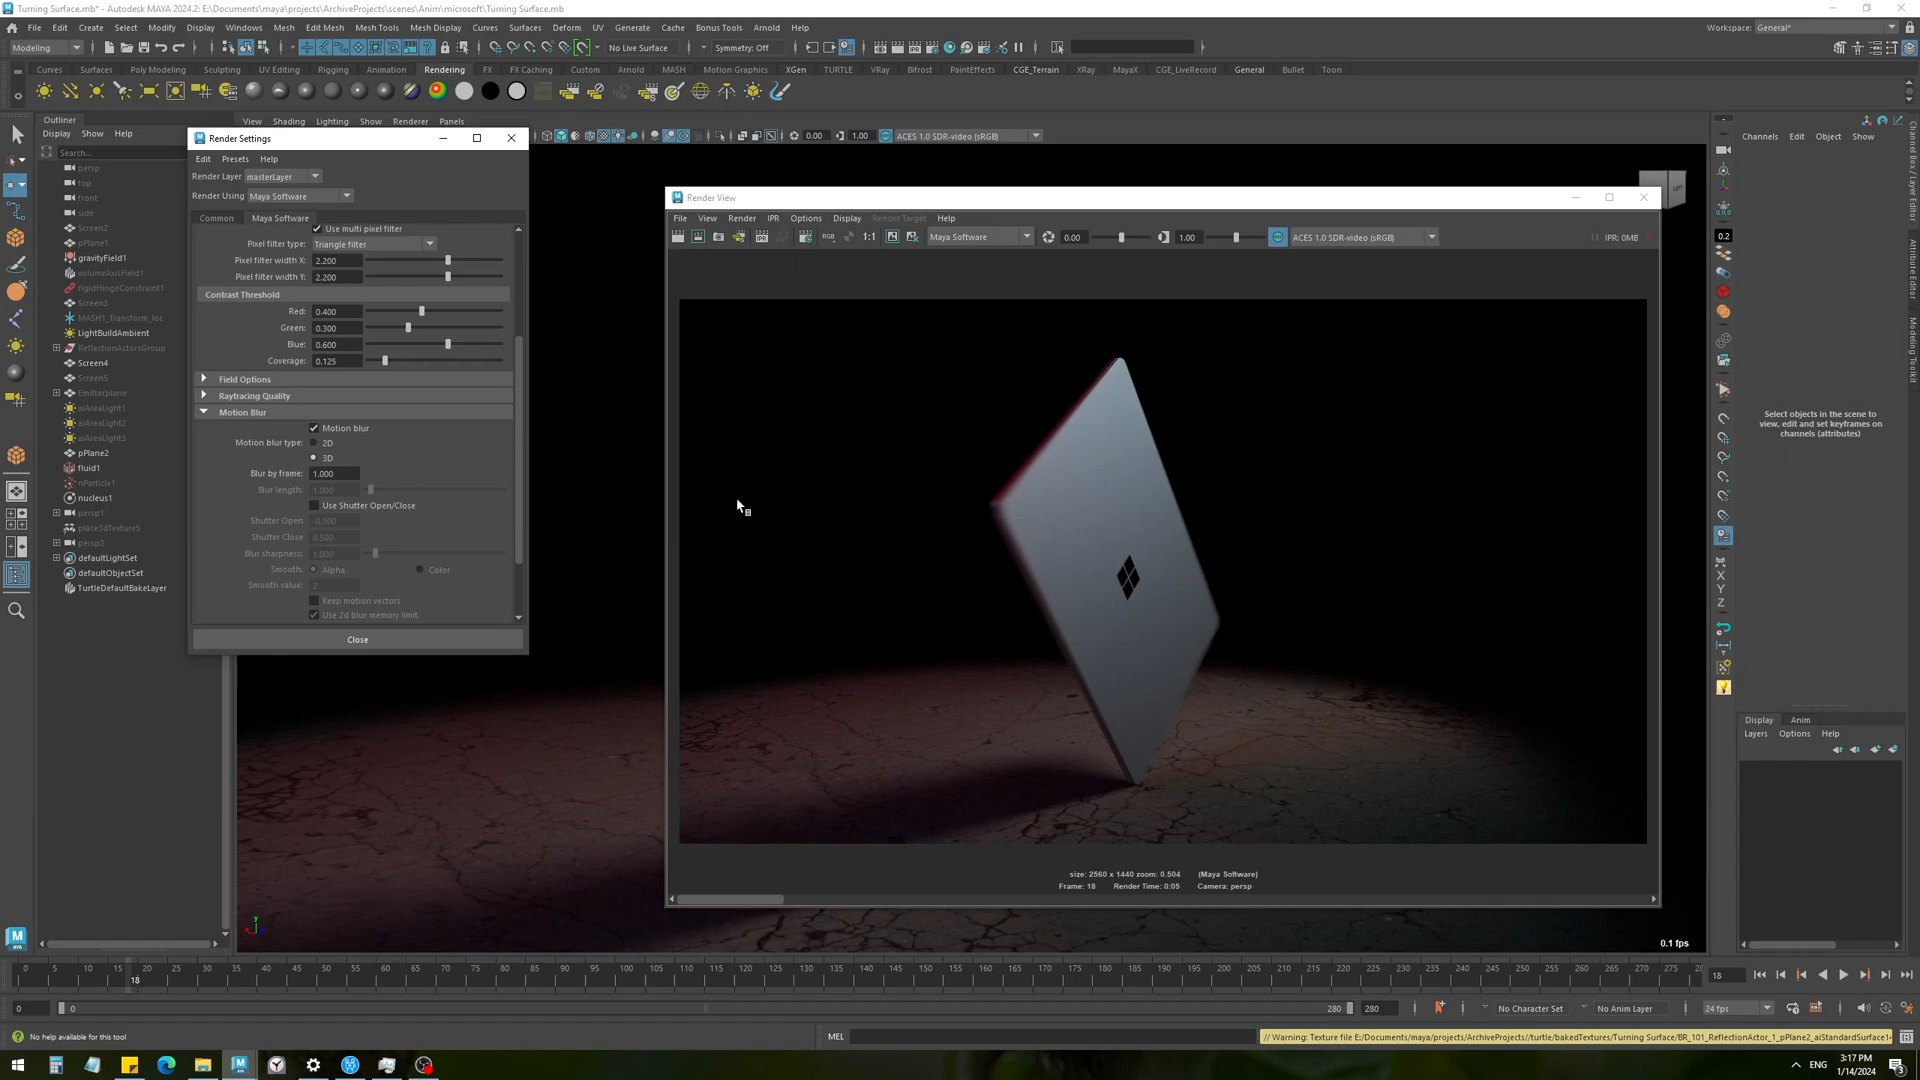 Turning Surface.mb* - Autodesk MAYA 2024.2: E:\Documents\maya\projects\ArchiveProjects\scenes\Anim\microsoft\Turning Surface.mb
File Edit Create Select Modify Display Windows Mesh Edit Mesh Mesh Tools Mesh Display Curves Surfaces Deform UV Generate Cache Bonus Tools Arnold Help
Workspace: General*
Modeling No Live Surface Symmetry: Off
Curves Surfaces Poly Modeling Sculpting UV Editing Rigging Animation Rendering FX FX Caching Custom Arnold MASH Motion Graphics XGen TURTLE VRay Bifrost PaintEffects CGE_Terrain XRay MayaX CGE_LiveRecord General Bullet Toon
Outliner
Display Show Help
Search...
persp
top
front
side
Screen2
pPlane1
gravityField1
volumeAxisField1
rigidHingeConstraint1
Screen3
MASH1_Transform_loc
LightBuildAmbient
ReflectionActorsGroup
Screen4
Screen5
Emitterplane
aiAreaLight1
aiAreaLight2
aiAreaLight3
pPlane2
fluid1
nParticle1
nucleus1
persp1
place3dTexture5
persp2
defaultLightSet
defaultObjectSet
TurtleDefaultBakeLayer
View Shading Lighting Show Renderer Panels
0.00 1.00 ACES 1.0 SDR-video (sRGB)
Render Settings
Edit Presets Help
Render Layer masterLayer
Render Using Maya Software
Common Maya Software
Use multi pixel filter
Pixel filter type: Triangle filter
Pixel filter width X: 2.200
Pixel filter width Y: 2.200
Contrast Threshold
Red: 0.400
Green: 0.300
Blue: 0.600
Coverage: 0.125
Field Options
Raytracing Quality
Motion Blur
Motion blur
Motion blur type: 2D
3D
Blur by frame: 1.000
Blur length: 1.000
Use Shutter Open/Close
Shutter Open -0.500
Shutter Close 0.500
Blur sharpness: 1.000
Smooth: Alpha Color
Smooth value: 2
Keep motion vectors
Use 2d blur memory limit
Close
Render View
File View Render IPR Options Display Render Target Help
RGB 1:1 Maya Software 0.00 1.00 ACES 1.0 SDR-video (sRGB) IPR: 0MB
size: 2560 x 1440 zoom: 0.504 (Maya Software)
Frame: 18 Render Time: 0:05 Camera: persp
0.1 fps
Channels Edit Object Show
Select objects in the scene to
view, edit and set keyframes on
channels (attributes)
Channel Box / Layer Editor
Attribute Editor
Modeling Toolkit
0.2
X
Y
Z
Display Anim
Layers Options Help
0 5 10 15 20 25 30 35 40 45 50 55 60 65 70 75 80 85 90 95 100 105 110 115 120 125 130 135 140 145 150 155 160 165 170 175 180 185 190 195 200 205 210 215 220 225 230 235 240 245 250 255 260 265 270 275
18
18
0 0 280 280 No Character Set No Anim Layer 24 fps
No help available for this tool
MEL
// Warning: Texture file E:/Documents/maya/projects/ArchiveProjects//turtle/bakedTextures/Turning Surface/BR_101_ReflectionActor_1_pPlane2_aiStandardSurface14
ENG
3:17 PM
1/14/2024